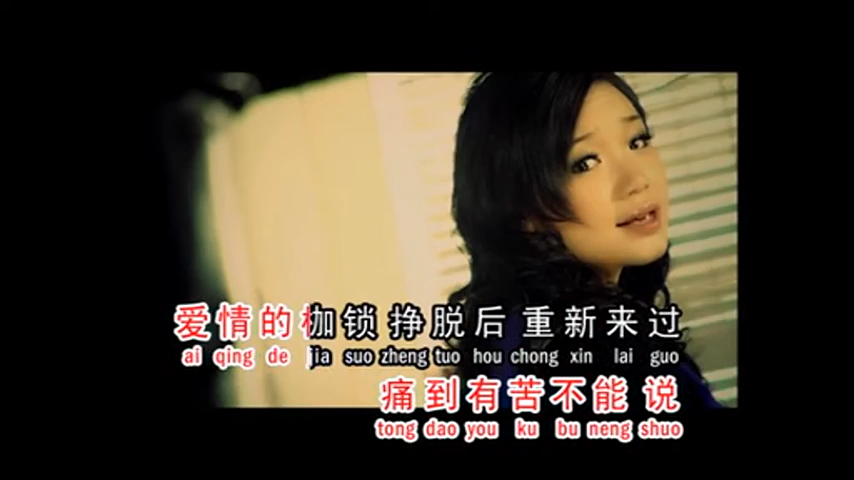 爱情的枷锁 挣脱后 重新来过
ai qing de jia suo zheng tuo hou chong xin lai guo
痛到有苦不能 说
tong dao you ku bu neng shuo